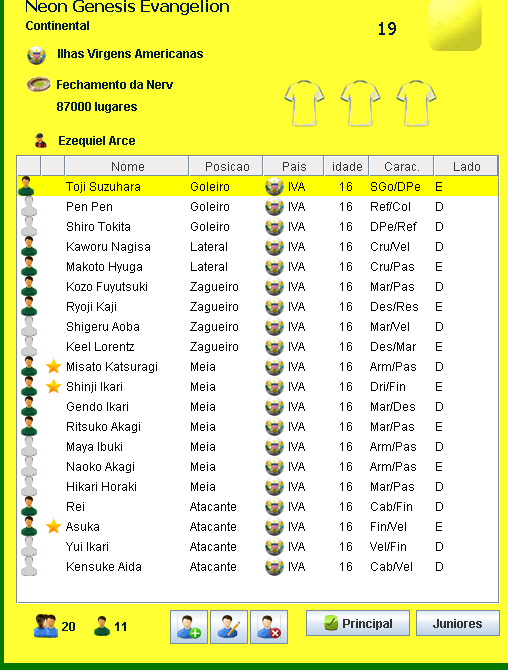 Neon Genesis Evangelion
Continental
19
Ilhas Virgens Americanas
Fechamento da Nerv
87000 lugares
Ezequiel Arce
Nome Posicao Pais idade Carac. Lado
Toji Suzuhara Goleiro IVA 16 SGo/DPe E
Pen Pen Goleiro IVA 16 Ref/Col D
Shiro Tokita Goleiro IVA 16 DPe/Ref D
Kaworu Nagisa Lateral IVA 16 Cru/Vel D
Makoto Hyuga Lateral IVA 16 Cru/Pas E
Kozo Fuyutsuki Zagueiro IVA 16 Mar/Pas D
Ryoji Kaji Zagueiro IVA 16 Des/Res E
Shigeru Aoba Zagueiro IVA 16 Mar/Vel D
Keel Lorentz Zagueiro IVA 16 Des/Mar E
Misato Katsuragi Meia IVA 16 Arm/Pas D
Shinji Ikari Meia IVA 16 Dri/Fin E
Gendo Ikari Meia IVA 16 Mar/Des D
Ritsuko Akagi Meia IVA 16 Mar/Pas E
Maya Ibuki Meia IVA 16 Arm/Pas D
Naoko Akagi Meia IVA 16 Arm/Pas E
Hikari Horaki Meia IVA 16 Mar/Pas D
Rei Atacante IVA 16 Cab/Fin D
Asuka Atacante IVA 16 Fin/Vel E
Yui Ikari Atacante IVA 16 Vel/Fin D
Kensuke Aida Atacante IVA 16 Cab/Vel D
20 11 Principal Juniores